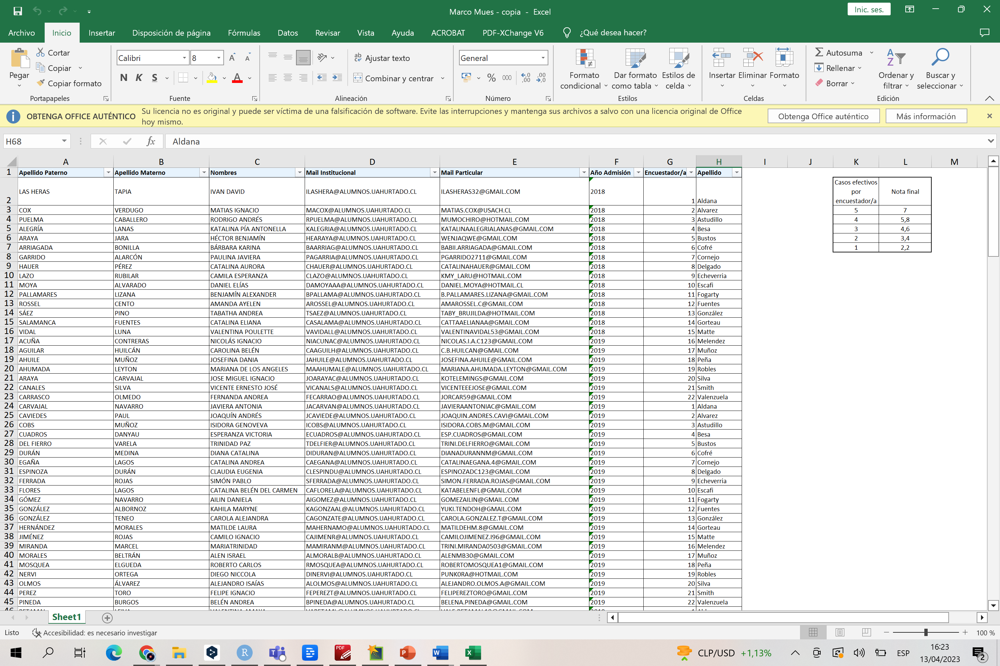 Marco Mues - copia - Excel
Inic. ses.
Archivo Inicio Insertar Disposición de página Fórmulas Datos Revisar Vista Ayuda ACROBAT PDF-XChange V6 ¿Qué desea hacer?
Pegar
Cortar
Copiar
Copiar formato
Portapapeles
Calibri 8
N K S
Fuente
Ajustar texto
Combinar y centrar
Alineación
General
% 000
Número
Formato condicional
Dar formato como tabla
Estilos de celda
Estilos
Insertar Eliminar Formato
Celdas
Autosuma
Rellenar
Borrar
Ordenar y filtrar
Buscar y seleccionar
Edición
OBTENGA OFFICE AUTÉNTICO Su licencia no es original y puede ser víctima de una falsificación de software. Evite las interrupciones y mantenga sus archivos a salvo con una licencia original de Office
hoy mismo.
Obtenga Office auténtico Más información
H68 fx Aldana
A B C D E F G H I J K L M
1 Apellido Paterno Apellido Materno Nombres Mail Institucional Mail Particular Año Admisión Encuestador/a Apellido
2 LAS HERAS TAPIA IVAN DAVID ILASHERA@ALUMNOS.UAHURTADO.CL ILASHERAS32@GMAIL.COM 2018 1 Aldana
3 COX VERDUGO MATIAS IGNACIO MACOX@ALUMNOS.UAHURTADO.CL MATIAS.COX@USACH.CL 2018 2 Alvarez
4 PUELMA CABALLERO RODRIGO ANDRÉS RPUELMA@ALUMNOS.UAHURTADO.CL MUMOCHIRO@HOTMAIL.COM 2018 3 Astudillo
5 ALEGRÍA LANAS KATALINA PÍA ANTONELLA KALEGRIA@ALUMNOS.UAHURTADO.CL KATALINAALEGRIALANAS@GMAIL.COM 2018 4 Besa
6 ARAYA JARA HÉCTOR BENJAMÍN HEARAYA@ALUMNOS.UAHURTADO.CL WENJAQWE@GMAIL.COM 2018 5 Bustos
7 ARRIAGADA BONILLA BÁRBARA KARINA BAARRIAG@ALUMNOS.UAHURTADO.CL BABII.ARRIAGADA@GMAIL.COM 2018 6 Cofré
8 GARRIDO ALARCÓN PAULINA JAVIERA PAGARRIA@ALUMNOS.UAHURTADO.CL PGARRIDO2711@GMAIL.COM 2018 7 Cornejo
9 HAUER PÉREZ CATALINA AURORA CHAUER@ALUMNOS.UAHURTADO.CL CATALINAHAUER@GMAIL.COM 2018 8 Delgado
10 LAZO RUBILAR CAMILA ESPERANZA CLAZO@ALUMNOS.UAHURTADO.CL KMY_LARU@HOTMAIL.COM 2018 9 Echeverria
11 MOYA ALVARADO DANIEL ELÍAS DAMOYAAA@ALUMNOS.UAHURTADO.CL DANIEL.MOYA@HOTMAIL.CL 2018 10 Escafi
12 PALLAMARES LIZANA BENJAMÍN ALEXANDER BPALLAMA@ALUMNOS.UAHURTADO.CL B.PALLAMARES.LIZANA@GMAIL.COM 2018 11 Fogarty
13 ROSSEL CENTO AMANDA AYELEN AROSSEL@ALUMNOS.UAHURTADO.CL AMAROSSEL.C@GMAIL.COM 2018 12 Fuentes
14 SÁEZ PINO TABATHA ANDREA TSAEZ@ALUMNOS.UAHURTADO.CL TABY_BRUJILDA@HOTMAIL.COM 2018 13 González
15 SALAMANCA FUENTES CATALINA ELIANA CASALAMA@ALUMNOS.UAHURTADO.CL CATTAAELIANAA@GMAIL.COM 2018 14 Gorteau
16 VIDAL LUNA VALENTINA POULETTE VAVIDALL@ALUMNOS.UAHURTADO.CL VALENTINAVIDAL53@GMAIL.COM 2018 15 Matte
17 ACUÑA CONTRERAS NICOLÁS IGNACIO NIACUNAC@ALUMNOS.UAHURTADO.CL NICOLAS.I.A.C123@GMAIL.COM 2019 16 Melendez
18 AGUILAR HUILCÁN CAROLINA BELÉN CAAGUILH@ALUMNOS.UAHURTADO.CL C.B.HUILCAN@GMAIL.COM 2019 17 Muñoz
19 AHUILE MUÑOZ JOSEFINA DANIA JAHUILE@ALUMNOS.UAHURTADO.CL JOSEFINA.AHUILE@GMAIL.COM 2019 18 Peña
20 AHUMADA LEYTON MARIANA DE LOS ANGELES MAAHUMALE@ALUMNOS.UAHURTADO.CL MARIANA.AHUMADA.LEYTON@GMAIL.COM 2019 19 Robles
21 ARAYA CARVAJAL JOSE MIGUEL IGNACIO JOARAYAC@ALUMNOS.UAHURTADO.CL KOTELEMINGS@GMAIL.COM 2019 20 Silva
22 CANALES SILVA VICENTE ERNESTO JOSÉ VICANALS@ALUMNOS.UAHURTADO.CL VICENTEEEJOSE@GMAIL.COM 2019 21 Smith
23 CARRASCO OLMEDO FERNANDA ANDREA FECARRAO@ALUMNOS.UAHURTADO.CL JORCAR59@GMAIL.COM 2019 22 Valenzuela
24 CARVAJAL NAVARRO JAVIERA ANTONIA JACARVAN@ALUMNOS.UAHURTADO.CL JAVIERAANTONIAC@GMAIL.COM 2019 1 Aldana
25 CAVIEDES PAUL JOAQUÍN ANDRÉS JCAVIEDE@ALUMNOS.UAHURTADO.CL JOAQUIN.ANDRES.CAVI@GMAIL.COM 2019 2 Alvarez
26 COBS MUÑOZ ISIDORA GENOVEVA ICOBS@ALUMNOS.UAHURTADO.CL ISIDORA.COBS.M@GMAIL.COM 2019 3 Astudillo
27 CUADROS DANYAU ESPERANZA VICTORIA ECUADROS@ALUMNOS.UAHURTADO.CL ESP.CUADROS@GMAIL.COM 2019 4 Besa
28 DEL FIERRO VARELA TRINIDAD PAZ TDELFIER@ALUMNOS.UAHURTADO.CL TRINI.DELFIERRO@GMAIL.COM 2019 5 Bustos
29 DURÁN MEDINA DIANA CATALINA DIDURAN@ALUMNOS.UAHURTADO.CL DIANADURANNM@GMAIL.COM 2019 6 Cofré
30 EGAÑA LAGOS CATALINA ANDREA CAEGANA@ALUMNOS.UAHURTADO.CL CATALINAEGANA.4@GMAIL.COM 2019 7 Cornejo
31 ESPINOZA DURÁN CLAUDIA EUGENIA CLESPINDU@ALUMNOS.UAHURTADO.CL ESPINOZADC123@GMAIL.COM 2019 8 Delgado
32 FERRADA ROJAS SIMÓN PABLO SFERRADA@ALUMNOS.UAHURTADO.CL SIMON.FERRADA.ROJAS@GMAIL.COM 2019 9 Echeverria
33 FLORES LAGOS CATALINA BELÉN DEL CARMEN CAFLORELA@ALUMNOS.UAHURTADO.CL KATABELENFL@GMAIL.COM 2019 10 Escafi
34 GÓMEZ NAVARRO AILIN DANIELA AIGOMEZ@ALUMNOS.UAHURTADO.CL GOMEZAILIN@GMAIL.COM 2019 11 Fogarty
35 GONZÁLEZ ALBORNOZ KAHILA MARYNE KAGONZAAL@ALUMNOS.UAHURTADO.CL YUKI.TENDOH@GMAIL.COM 2019 12 Fuentes
36 GONZÁLEZ TENEO CAROLA ALEJANDRA CAGONZATE@ALUMNOS.UAHURTADO.CL CAROLA.GONZALEZ.T@GMAIL.COM 2019 13 González
37 HERNÁNDEZ MORALES MATILDE LAURA MAHERNAMO@ALUMNOS.UAHURTADO.CL MATILDEHM.8@GMAIL.COM 2019 14 Gorteau
38 JIMÉNEZ ROJAS CAMILO IGNACIO CAJIMENR@ALUMNOS.UAHURTADO.CL CAMILOJIMENEZ.I96@GMAIL.COM 2019 15 Matte
39 MIRANDA MARCEL MARIATRINIDAD MAMIRANM@ALUMNOS.UAHURTADO.CL TRINI.MIRANDA0503@GMAIL.COM 2019 16 Melendez
40 MORALES BELTRÁN ALEN ISRAEL ALMORALB@ALUMNOS.UAHURTADO.CL ALENMB30@GMAIL.COM 2019 17 Muñoz
41 MOSQUEA ELGUEDA ROBERTO CARLOS RMOSQUEA@ALUMNOS.UAHURTADO.CL ROBERTOMOSQUEA1@GMAIL.COM 2019 18 Peña
42 NERVI ORTEGA DIEGO NICCOLA DINERVI@ALUMNOS.UAHURTADO.CL PUNK0RA@HOTMAIL.COM 2019 19 Robles
43 OLMOS ÁLVAREZ ALEJANDRO ISAÍAS ALOLMOS@ALUMNOS.UAHURTADO.CL ALEJANDRO.OLMOS.A@GMAIL.COM 2019 20 Silva
44 PEREZ TORO FELIPE IGNACIO FEPEREZT@ALUMNOS.UAHURTADO.CL FELIPEREZTORO@GMAIL.COM 2019 21 Smith
45 PINEDA BURGOS BELÉN ANDREA BPINEDA@ALUMNOS.UAHURTADO.CL BELENA.PINEDA@GMAIL.COM 2019 22 Valenzuela
Casos efectivos por encuestador/a Nota final
5 7
4 5,8
3 4,6
2 3,4
1 2,2
Sheet1
Listo Accesibilidad: es necesario investigar 100 %
CLP/USD +1,13% ESP 16:23
13/04/2023
2